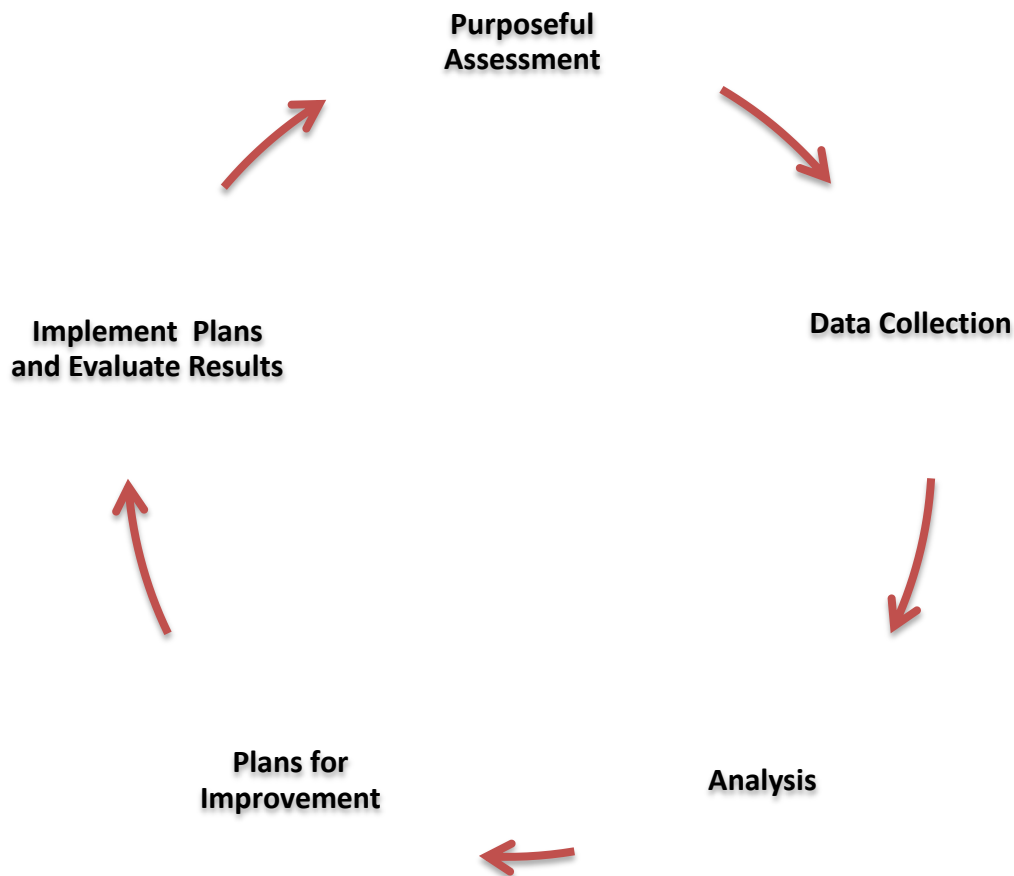 Purposeful
Assessment
Data Collection
Analysis
Plans for
Improvement
Implement  Plans
and Evaluate Results